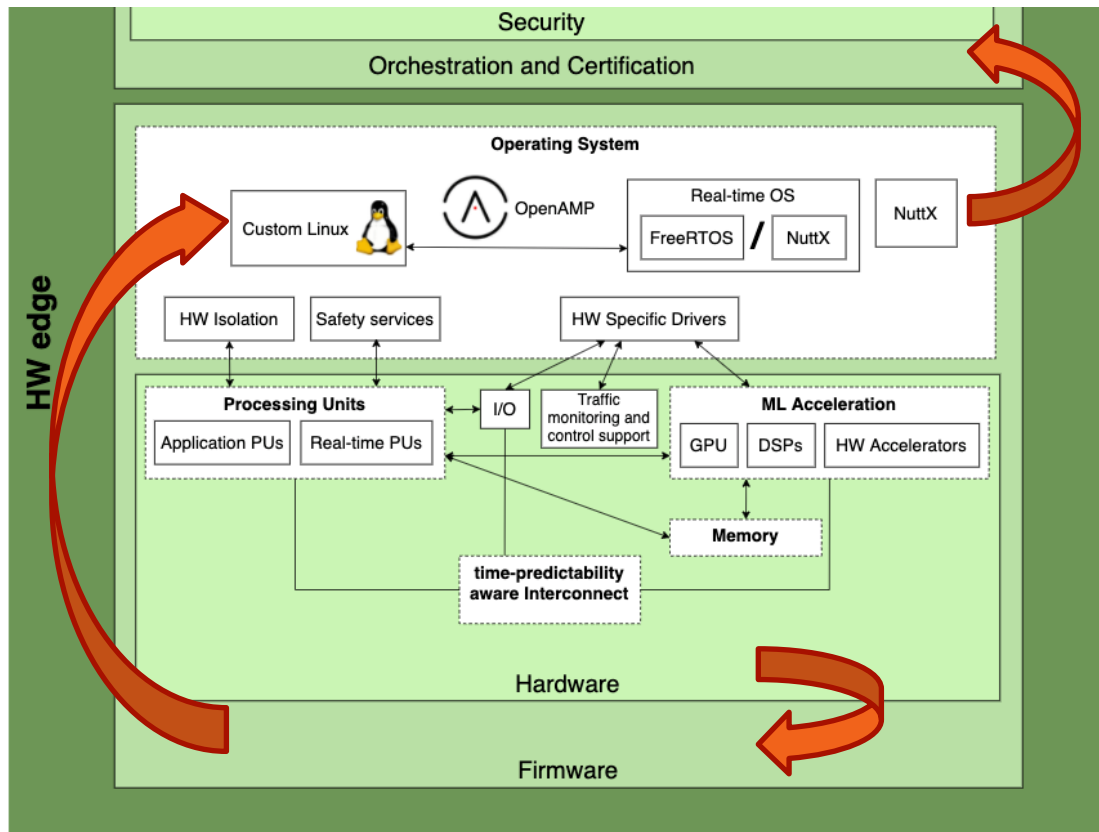 Security
Orchestration and Certification
HW edge
Operating System
Custom Linux
OpenAMP
Real-time OS
FreeRTOS
/
NuttX
NuttX
HW Isolation
Safety services
HW Specific Drivers
Processing Units
Application PUs
Real-time PUs
I/O
Traffic
monitoring and
control support
ML Acceleration
GPU
DSPs
HW Accelerators
Memory
time-predictability
aware Interconnect
Hardware
Firmware